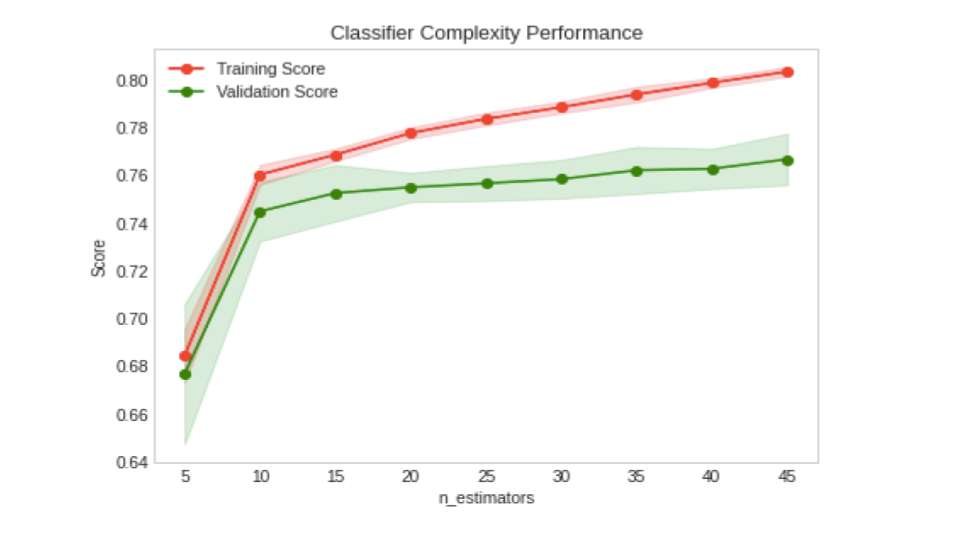 Classifier Complexity Performance
Training Score
Validation Score
Score
0.80
0.78
0.76
0.74
0.72
0.70
0.68
0.66
0.64
5 10 15 20 25 30 35 40 45
n_estimators